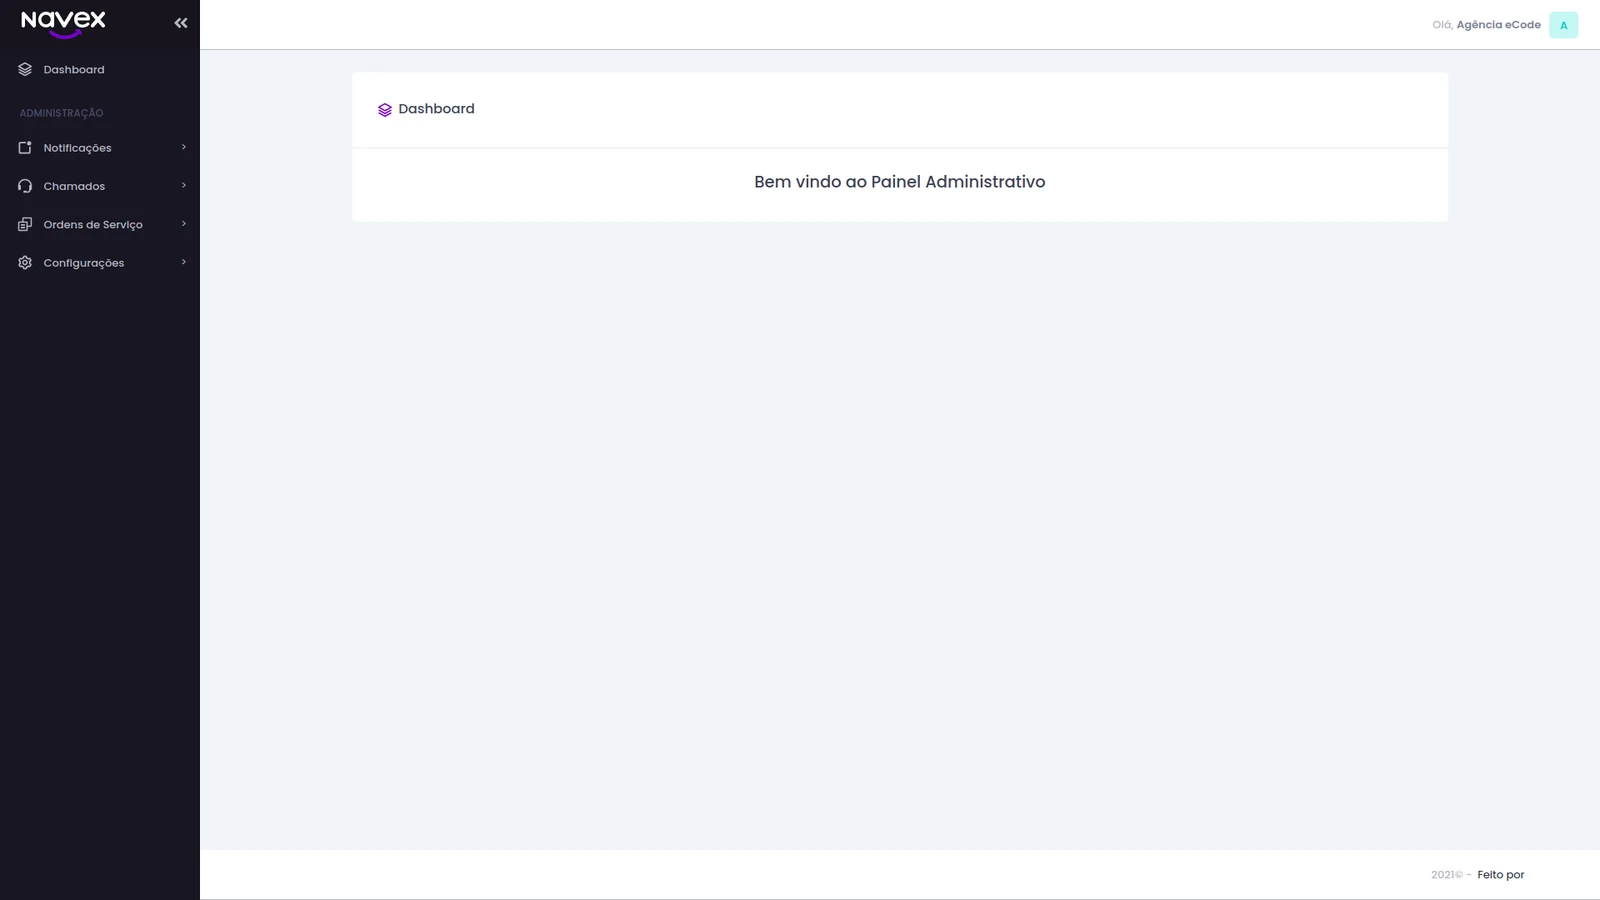 Navex
Dashboard
ADMINISTRAÇÃO
Notificações
Chamados
Ordens de Serviço
Configurações
Olá, Agência eCode
A
Dashboard
Bem vindo ao Painel Administrativo
2021© - Feito por